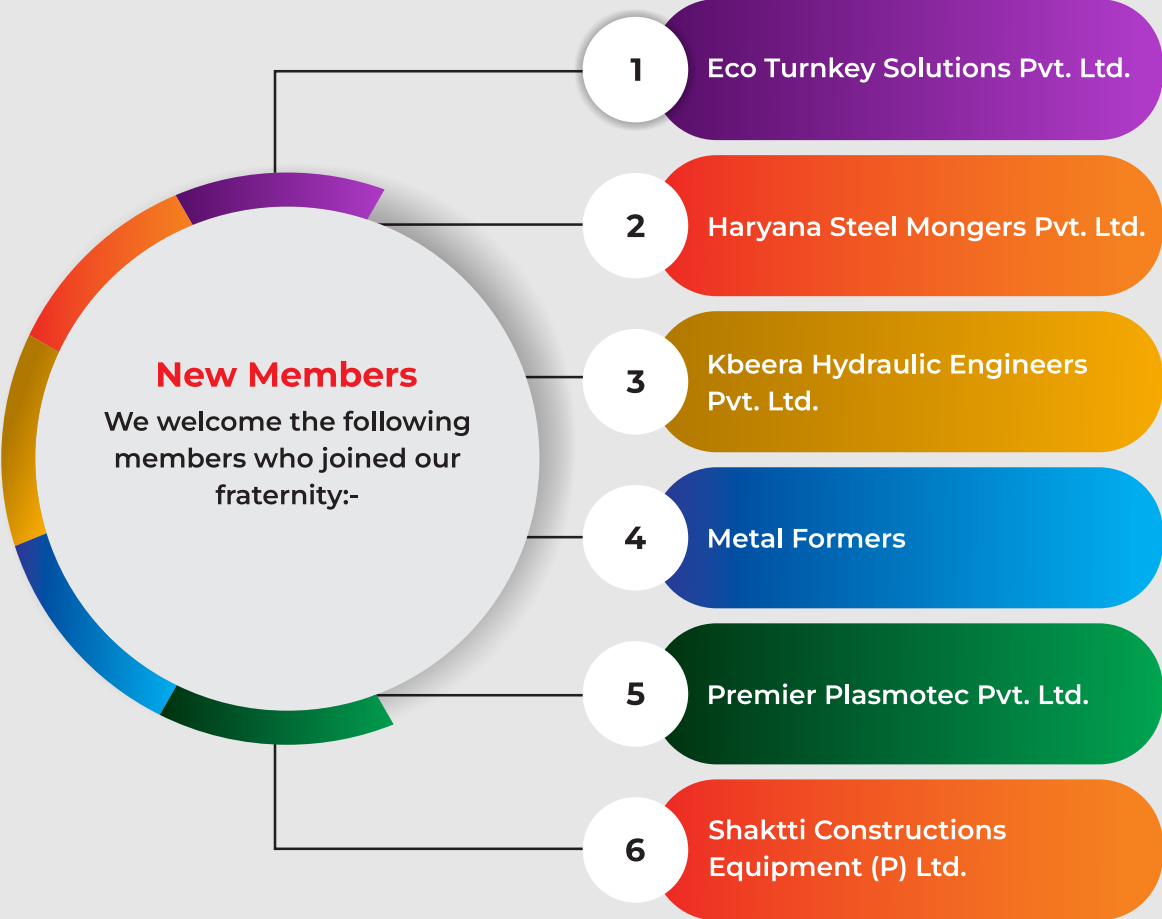 New Members
We welcome the following
members who joined our
fraternity:-
1
Eco Turnkey Solutions Pvt. Ltd.
2
Haryana Steel Mongers Pvt. Ltd.
3
Kbeera Hydraulic Engineers
Pvt. Ltd.
4
Metal Formers
5
Premier Plasmotec Pvt. Ltd.
6
Shaktti Constructions
Equipment (P) Ltd.